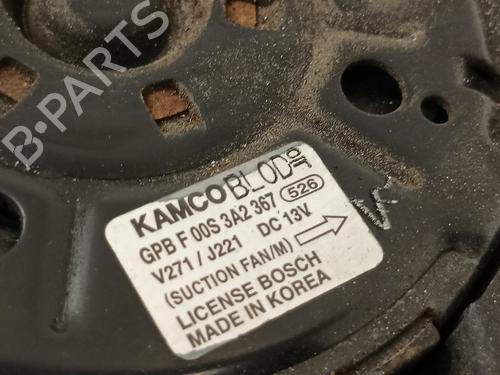 B-PARTS
KAMCO BLOD
GPB F 00S 3A2 367 526
V271 / J221 DC 13V
(SUCTION FAN/M)
LICENSE BOSCH
MADE IN KOREA